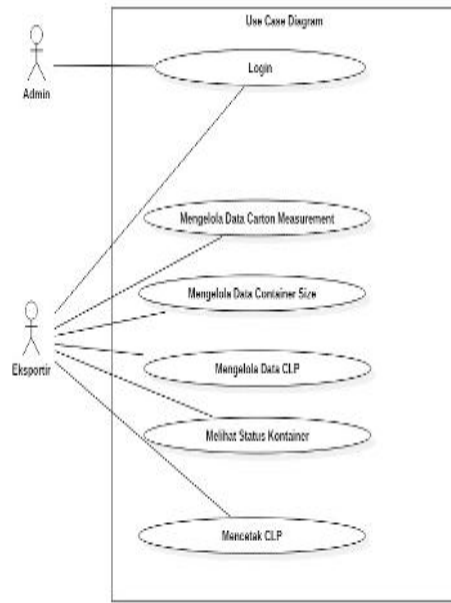 Use Case Diagram
Login
Admin
Mengelola Data Carton Measurement
Mengelola Data Container Size
Eksportir
Mengelola Data CLP
Melihat Status Kontainer
Mencetak CLP